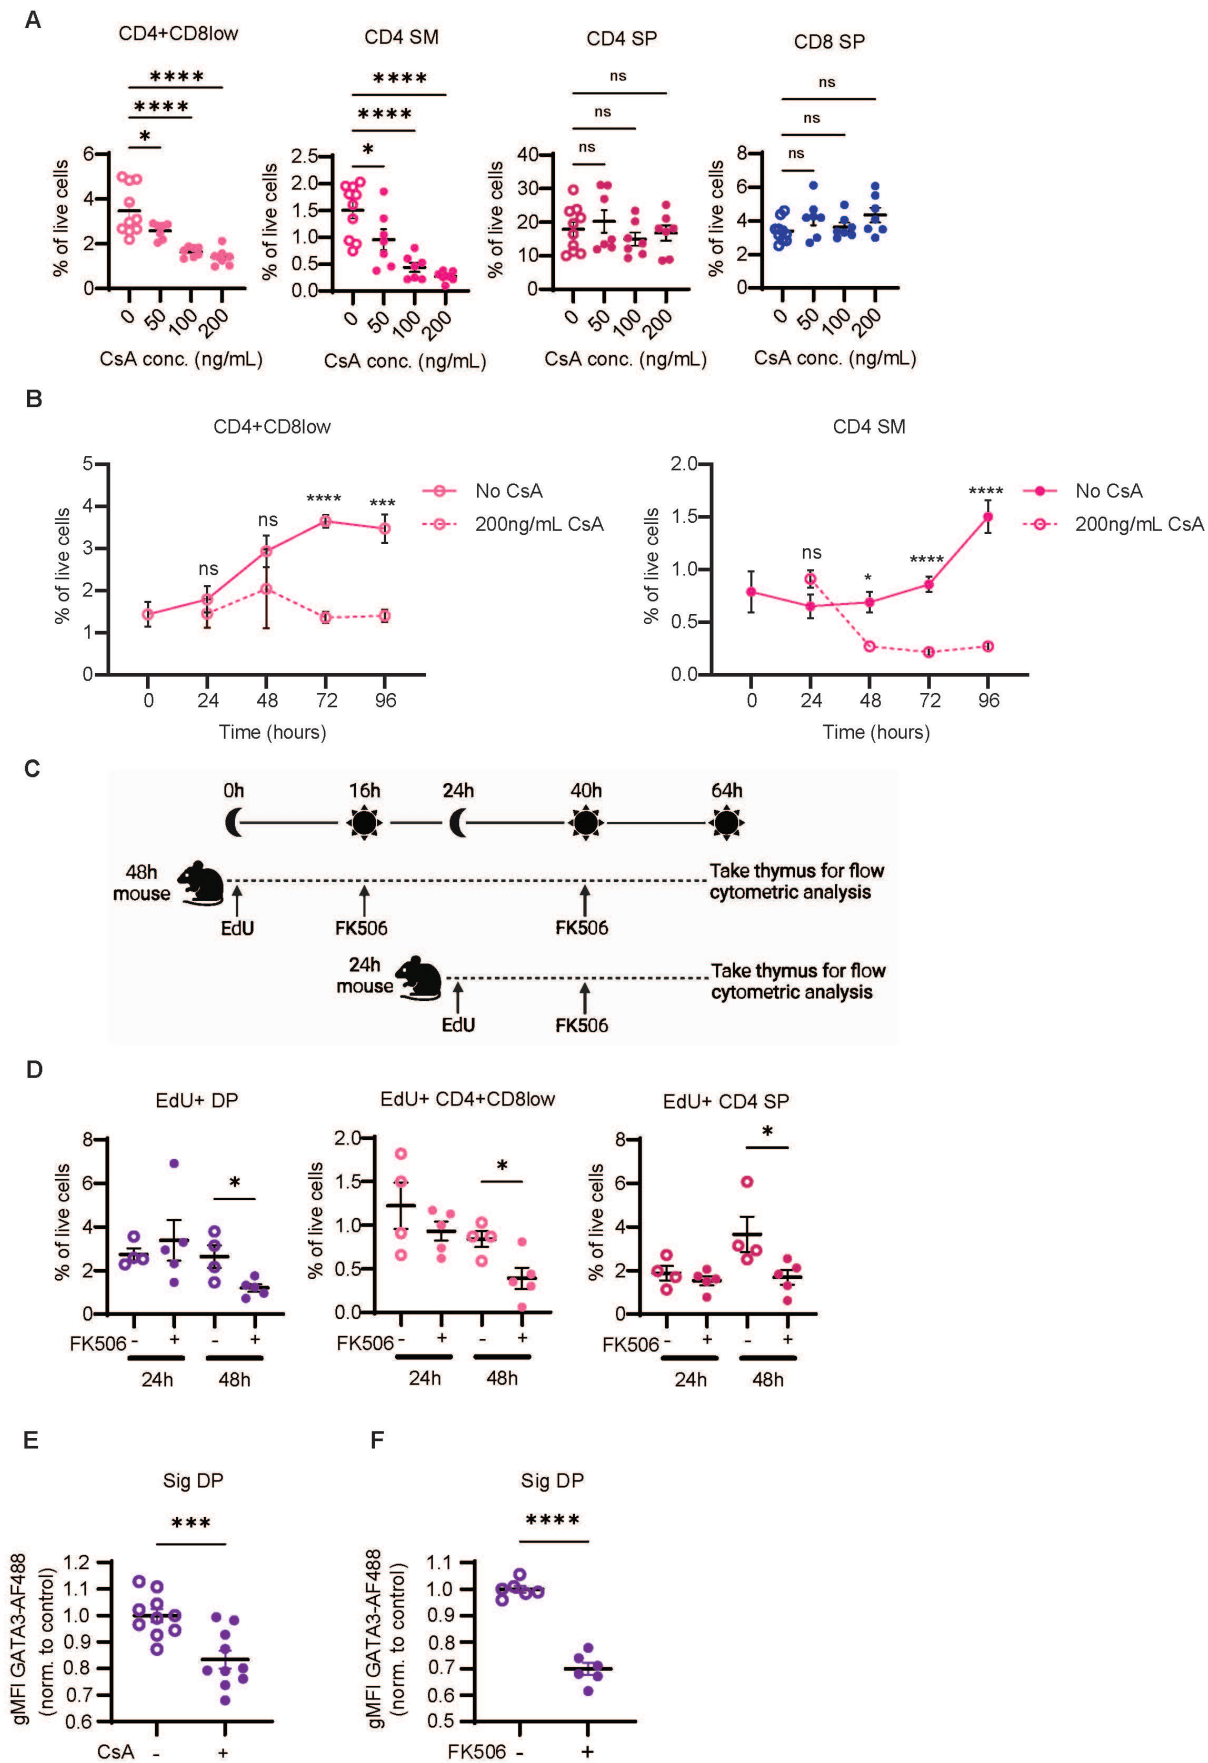 A
CD4+CD8low
CD4 SM
CD4 SP
CD8 SP
****
****
*
% of live cells
6
4
2
0
0
50
100
200
CsA conc. (ng/mL)
****
****
*
% of live cells
2.5
2.0
1.5
1.0
0.5
0.0
0
50
100
200
CsA conc. (ng/mL)
ns
ns
ns
% of live cells
40
30
20
10
0
0
50
100
200
CsA conc. (ng/mL)
ns
ns
ns
% of live cells
8
6
4
2
0
0
50
100
200
CsA conc. (ng/mL)
B
CD4+CD8low
% of live cells
5
4
3
2
1
0
ns
ns
****
***
No CsA
200ng/mL CsA
0
24
48
72
96
Time (hours)
CD4 SM
% of live cells
2.0
1.5
1.0
0.5
0.0
ns
*
****
****
No CsA
200ng/mL CsA
0
24
48
72
96
Time (hours)
C
0h
16h
24h
40h
64h
48h
mouse
Take thymus for flow
cytometric analysis
EdU
FK506
FK506
24h
mouse
Take thymus for flow
cytometric analysis
EdU
FK506
D
EdU+ DP
% of live cells
8
6
4
2
0
*
FK506
-
+
-
+
24h
48h
EdU+ CD4+CD8low
% of live cells
2.0
1.5
1.0
0.5
0.0
*
FK506
-
+
-
+
24h
48h
EdU+ CD4 SP
% of live cells
8
6
4
2
0
*
FK506
-
+
-
+
24h
48h
E
Sig DP
***
gMFI GATA3-AF488
(norm. to control)
1.2
1.1
1.0
0.9
0.8
0.7
0.6
CsA
-
+
F
Sig DP
****
gMFI GATA3-AF488
(norm. to control)
1.1
1.0
0.9
0.8
0.7
0.6
0.5
FK506
-
+